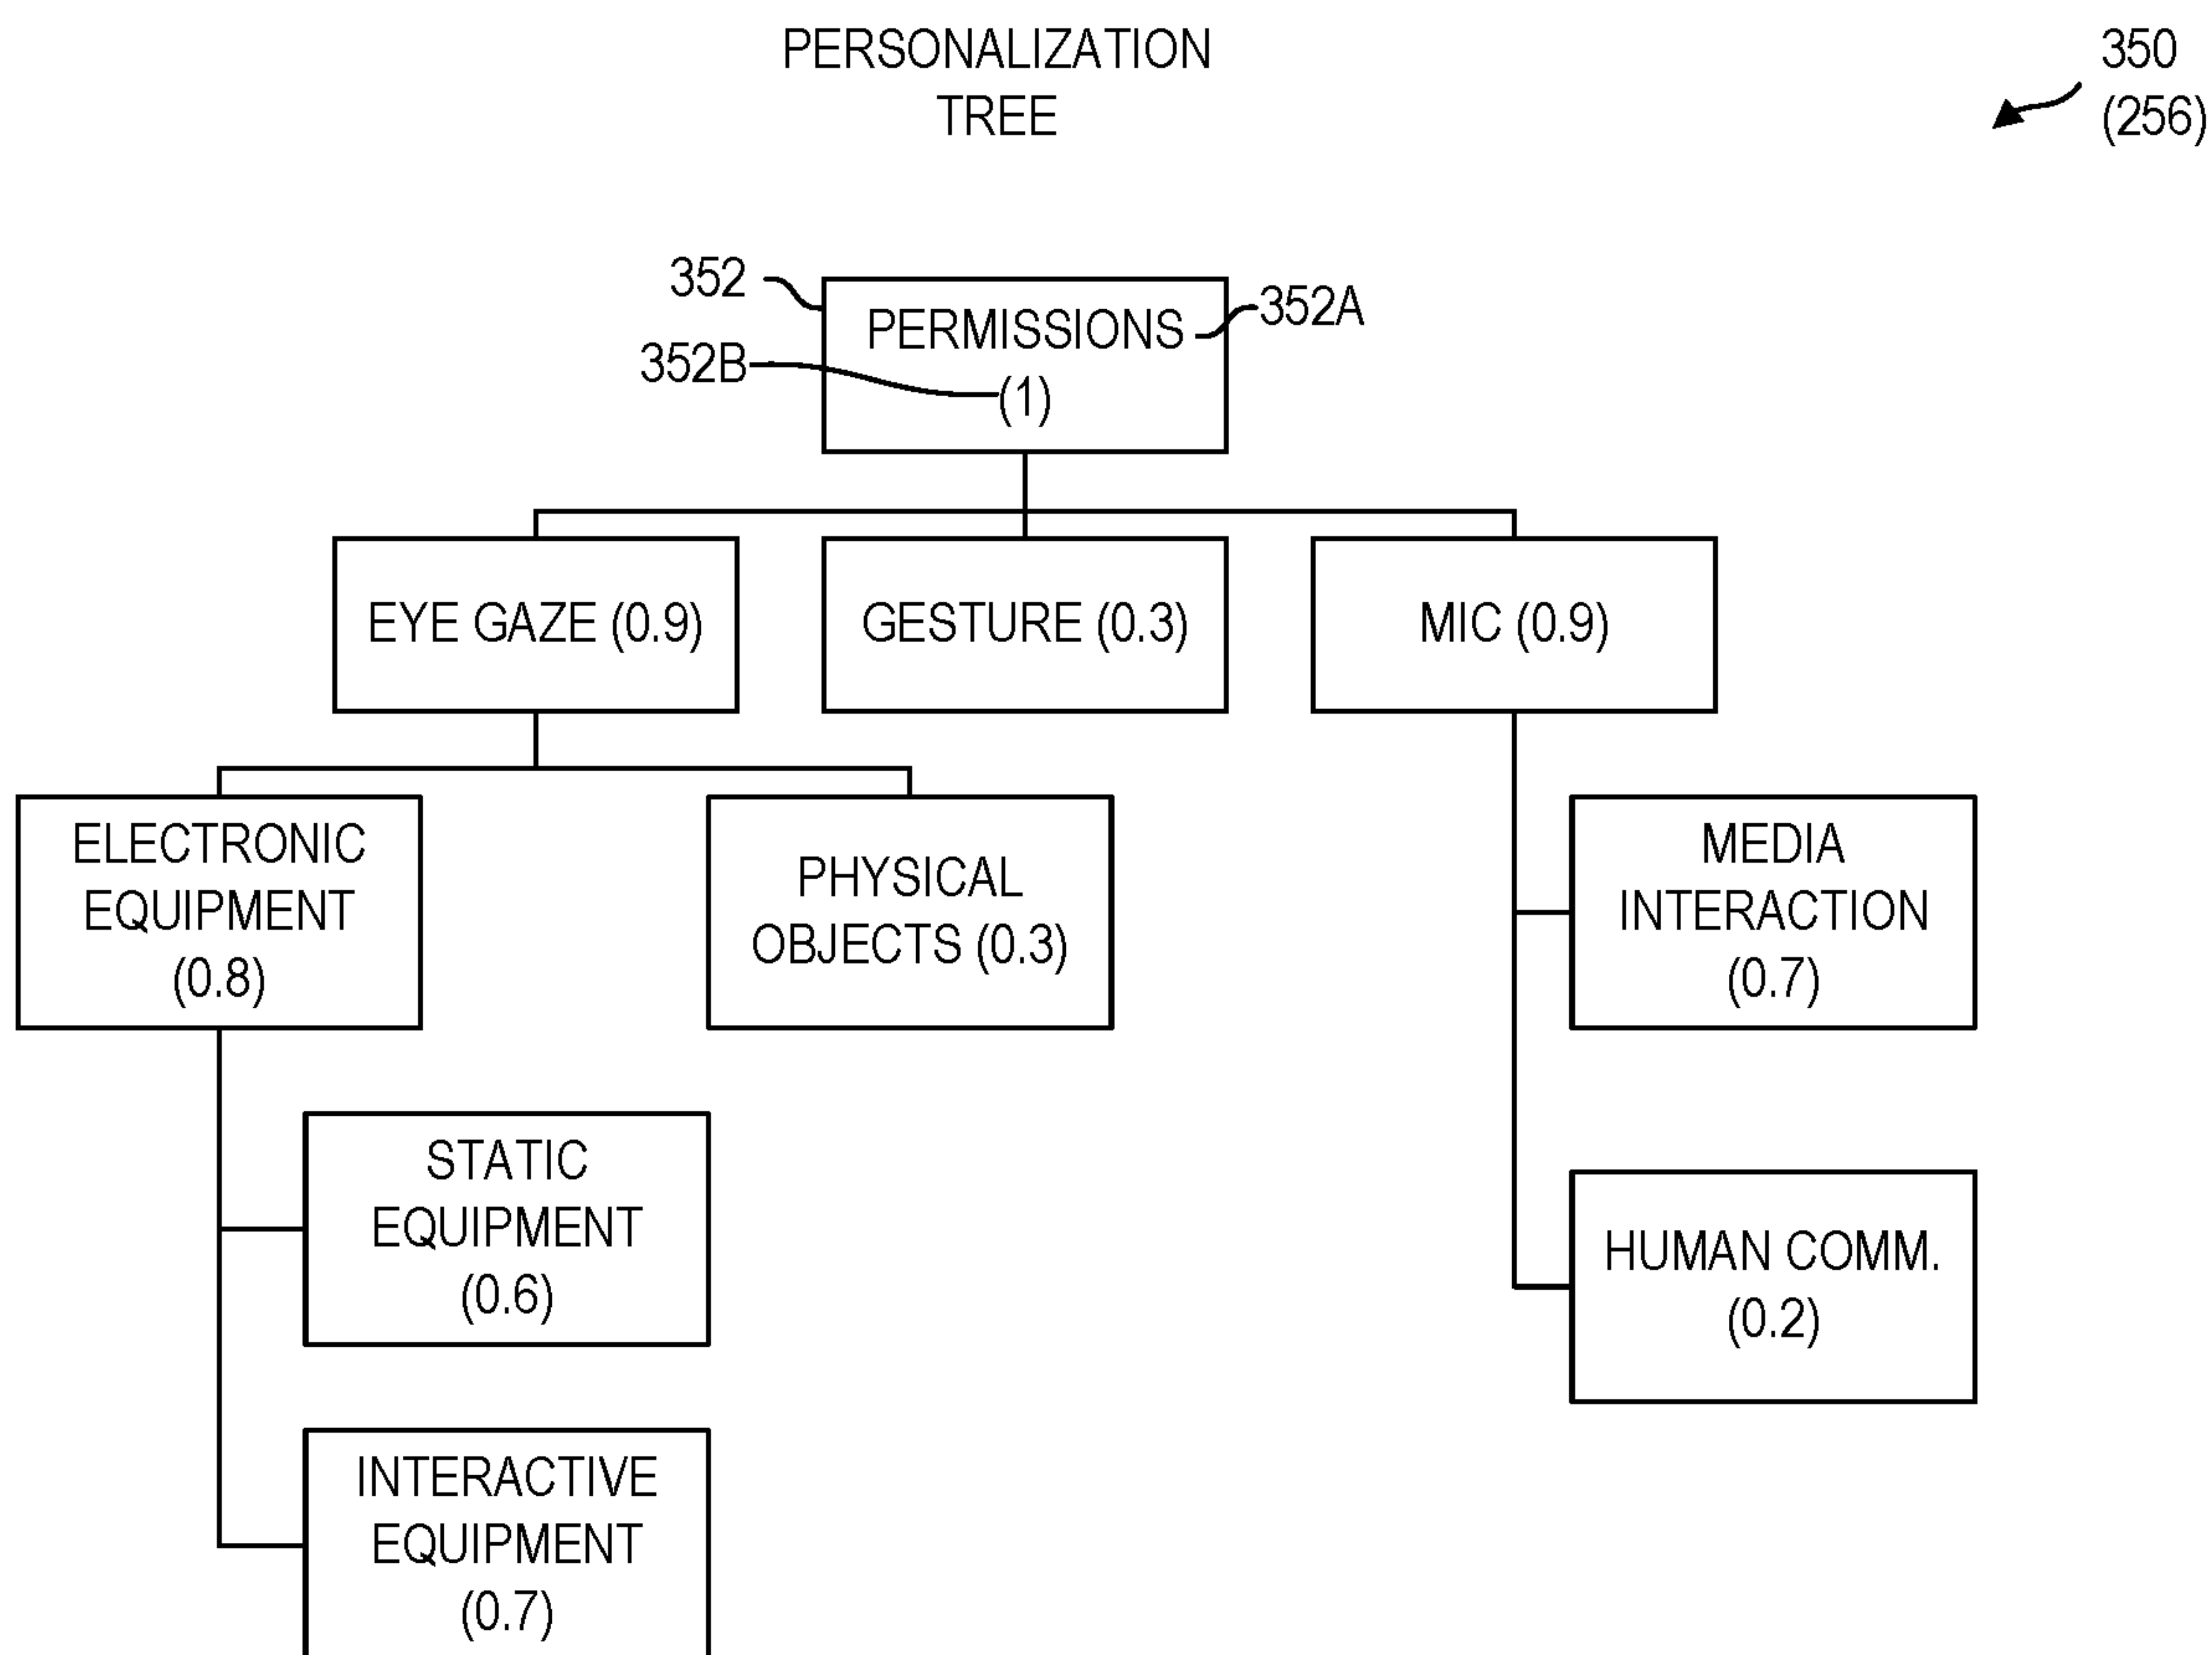 PERSONALIZATION
TREE
350
(256)
352
PERMISSIONS
352A
352B
(1)
EYE GAZE (0.9)
GESTURE (0.3)
MIC (0.9)
ELECTRONIC
EQUIPMENT
(0.8)
PHYSICAL
OBJECTS (0.3)
MEDIA
INTERACTION
(0.7)
STATIC
EQUIPMENT
(0.6)
HUMAN COMM.
(0.2)
INTERACTIVE
EQUIPMENT
(0.7)